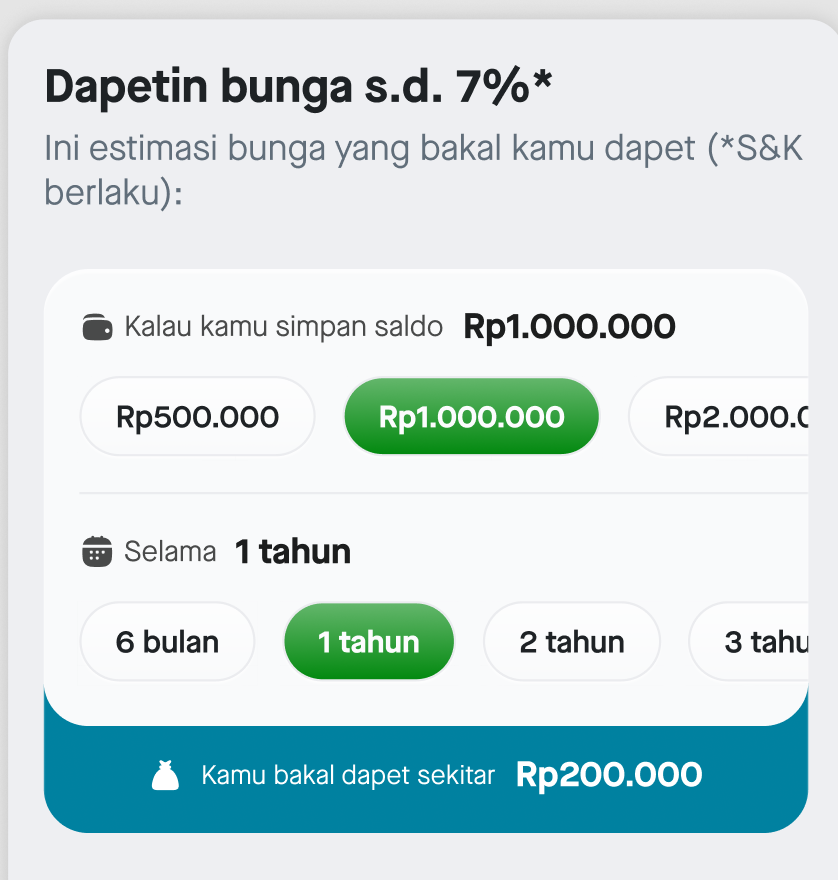 Dapetin bunga s.d. 7%*
Ini estimasi bunga yang bakal kamu dapet (*S&K
berlaku):
Kalau kamu simpan saldo Rp1.000.000
Rp500.000 Rp1.000.000 Rp2.000.0
Selama 1 tahun
6 bulan 1 tahun 2 tahun 3 tahu
Kamu bakal dapet sekitar Rp200.000